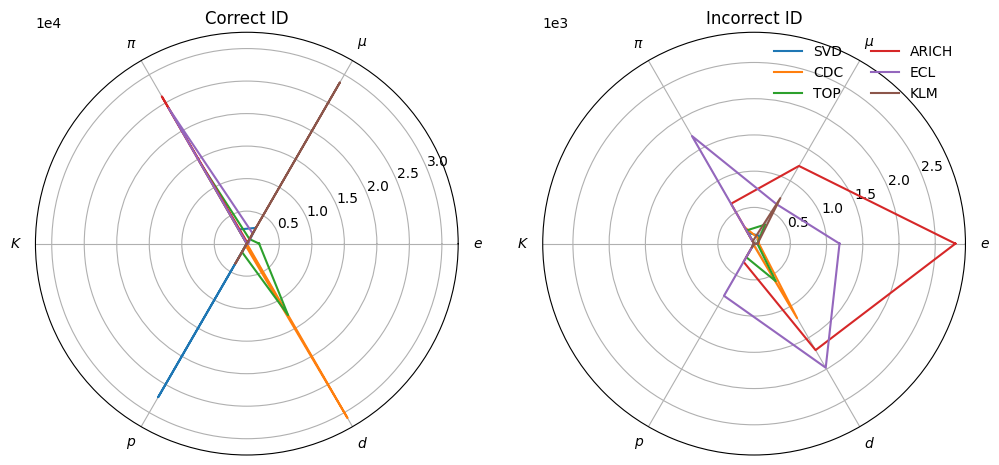 Correct ID
1e4
π
μ
K
e
p
d
0.5
1.0
1.5
2.0
2.5
3.0
Incorrect ID
1e3
π
μ
K
e
p
d
0.5
1.0
1.5
2.0
2.5
SVD
CDC
TOP
ARICH
ECL
KLM